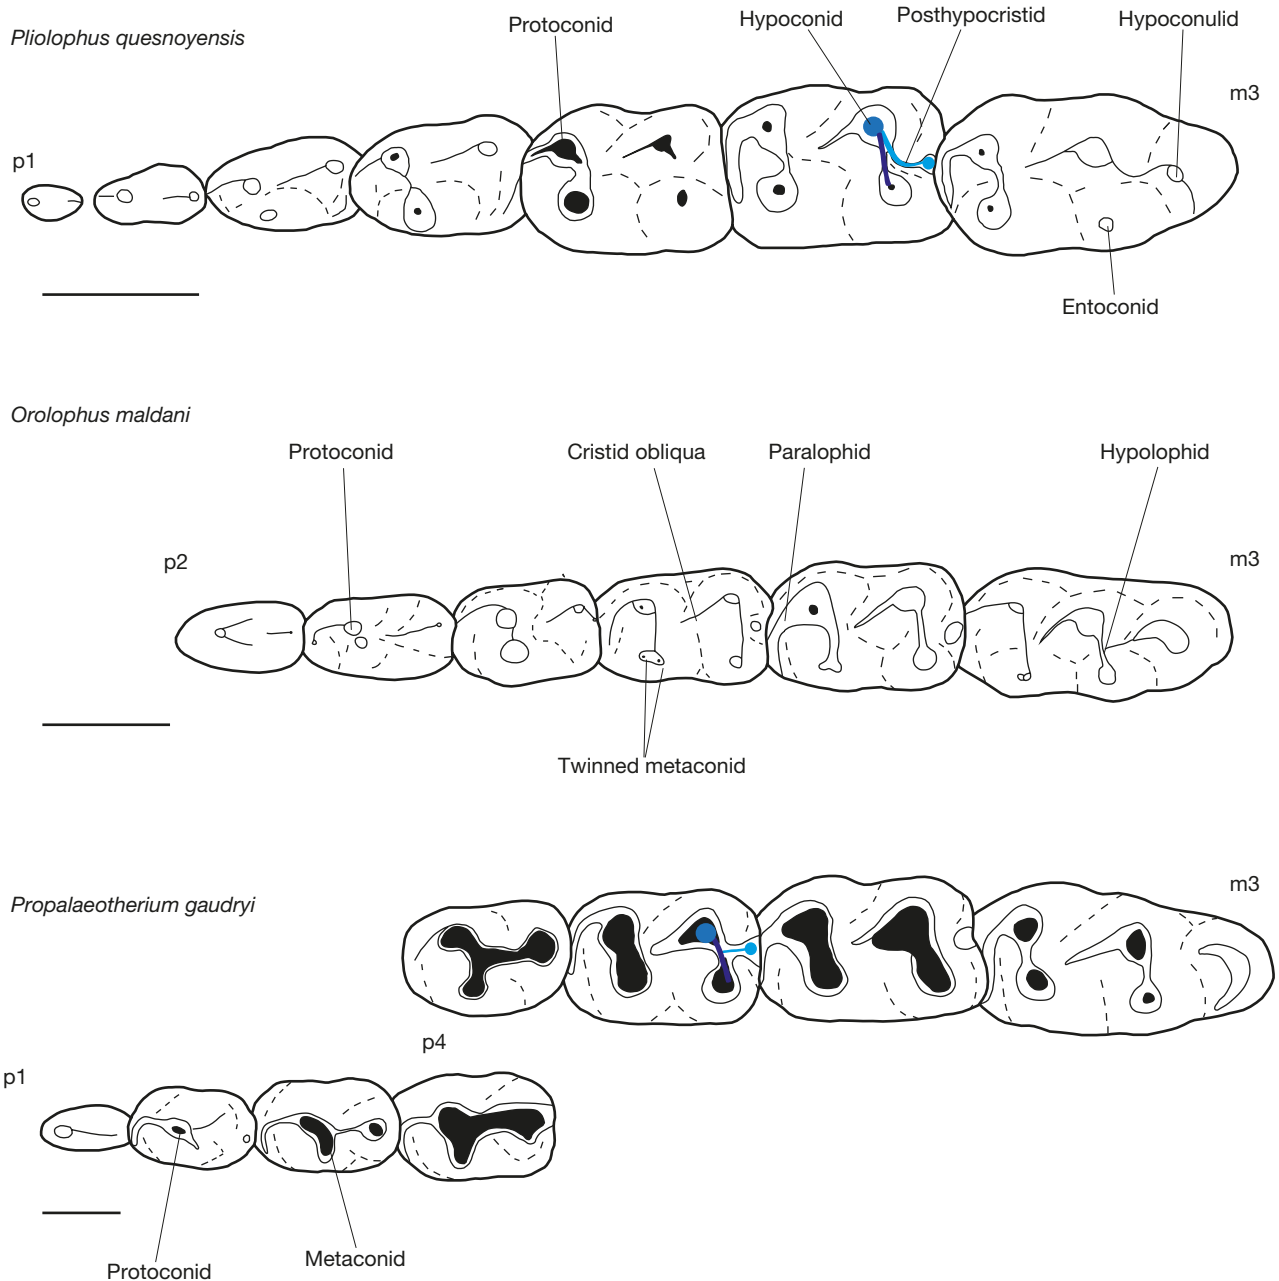 Pliolophus quesnoyensis
Protoconid
Hypoconid
Posthypocristid
Hypoconulid
p1
m3
Entoconid
Orolophus maldani
Protoconid
Cristid obliqua
Paralophid
Hypolophid
p2
m3
Twinned metaconid
Propalaeotherium gaudryi
m3
p4
p1
Protoconid
Metaconid